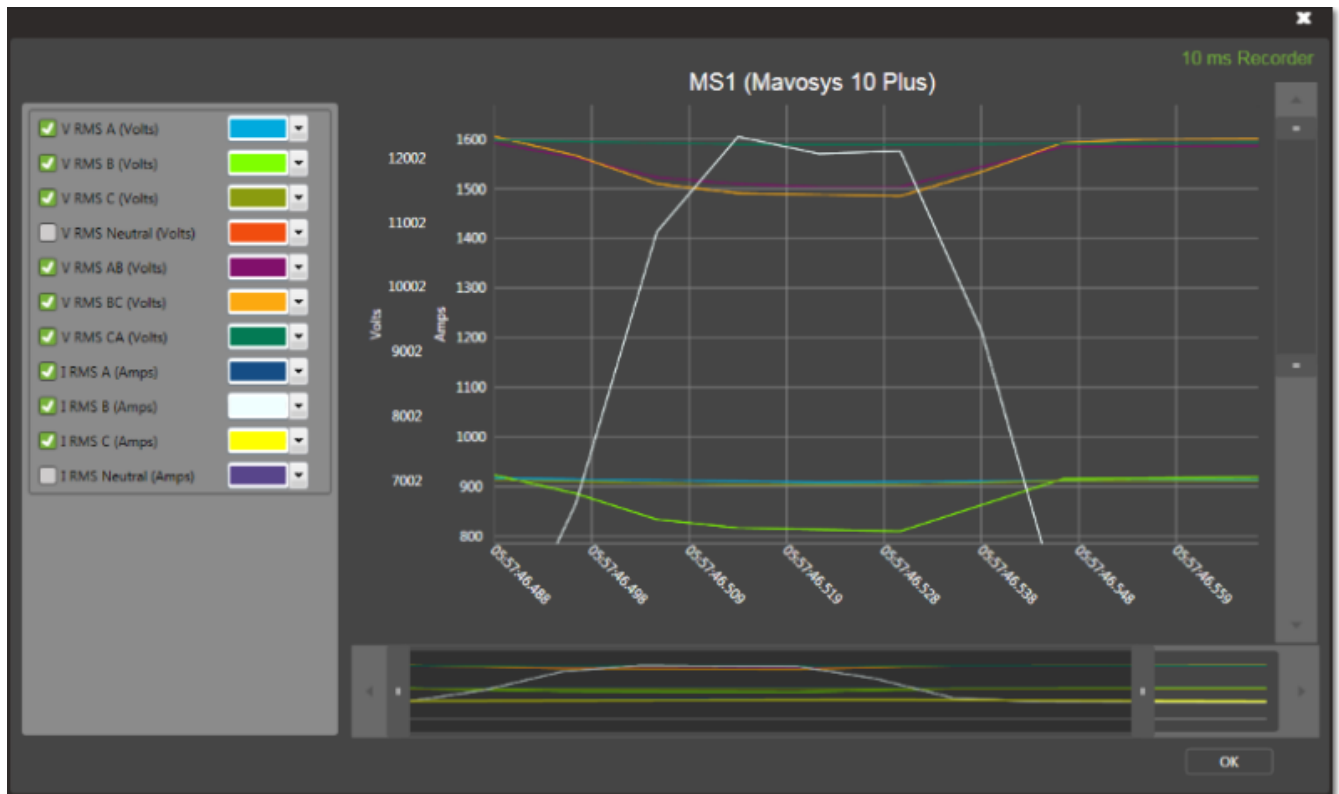 10 ms Recorder
MS1 (Mavosys 10 Plus)
V RMS A (Volts)
V RMS B (Volts)
V RMS C (Volts)
V RMS Neutral (Volts)
V RMS AB (Volts)
V RMS BC (Volts)
V RMS CA (Volts)
I RMS A (Amps)
I RMS B (Amps)
I RMS C (Amps)
I RMS Neutral (Amps)
Volts
12002
11002
10002
9002
8002
7002
Amps
1600
1500
1400
1300
1200
1100
1000
900
800
05:57:46.488
05:57:46.498
05:57:46.509
05:57:46.519
05:57:46.528
05:57:46.538
05:57:46.548
05:57:46.559
OK